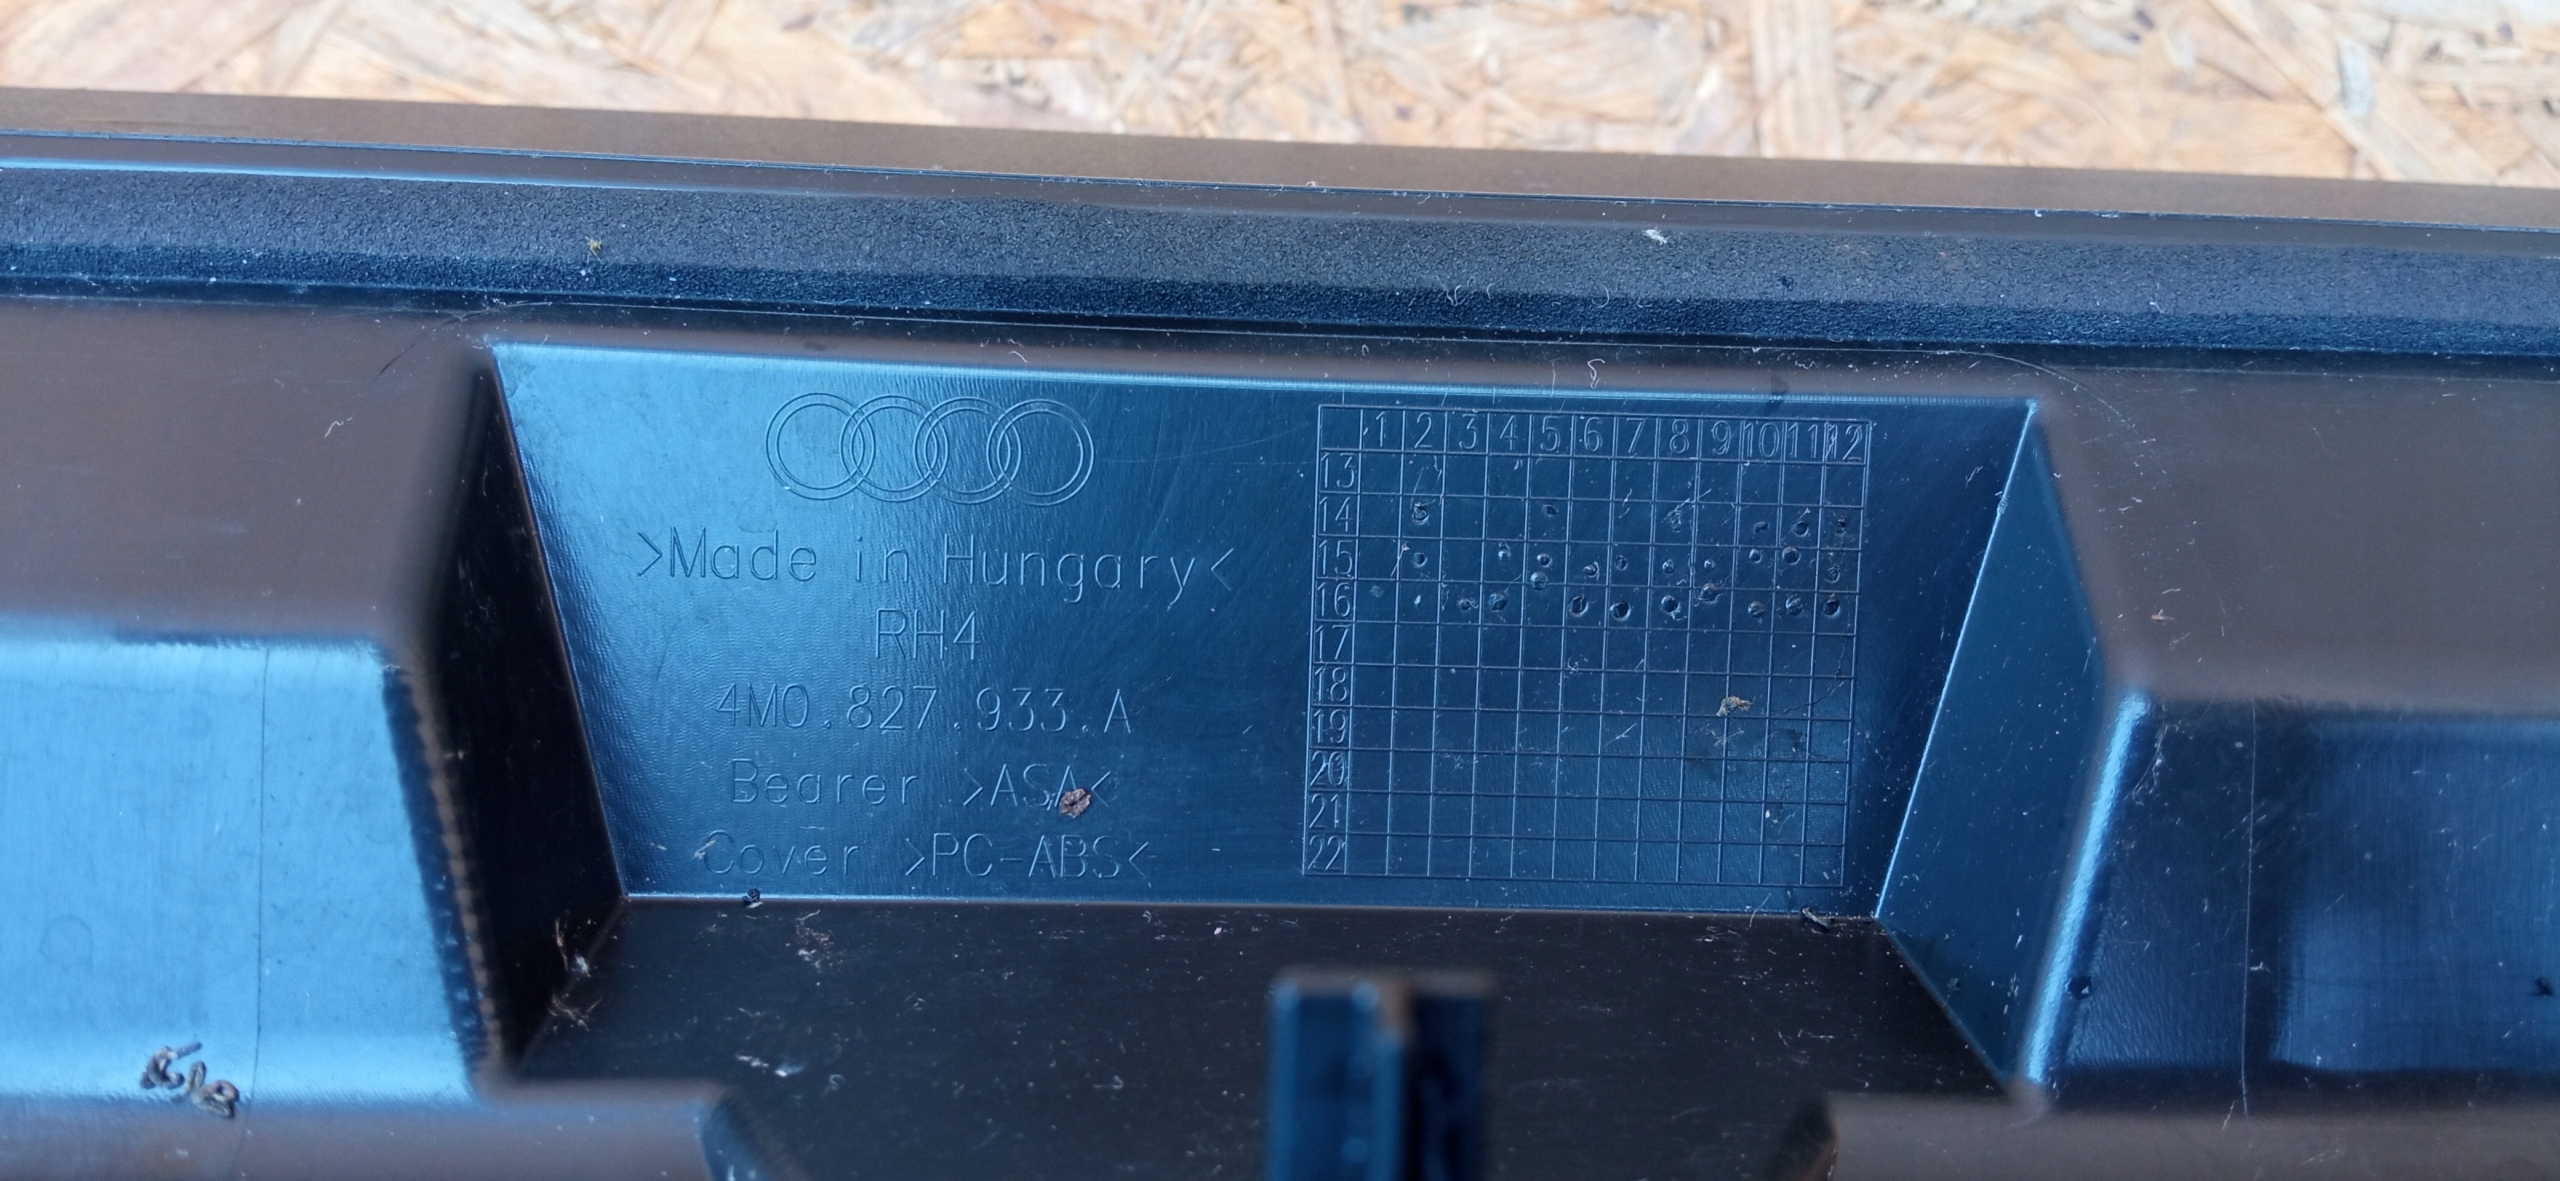 >Made in Hungary<
RH4
4M0.827.933.A
Bearer >ASA<
Cover >PC-ABS<
1 2 3 4 5 6 7 8 9 10 11 12
13
14
15
16
17
18
19
20
21
22